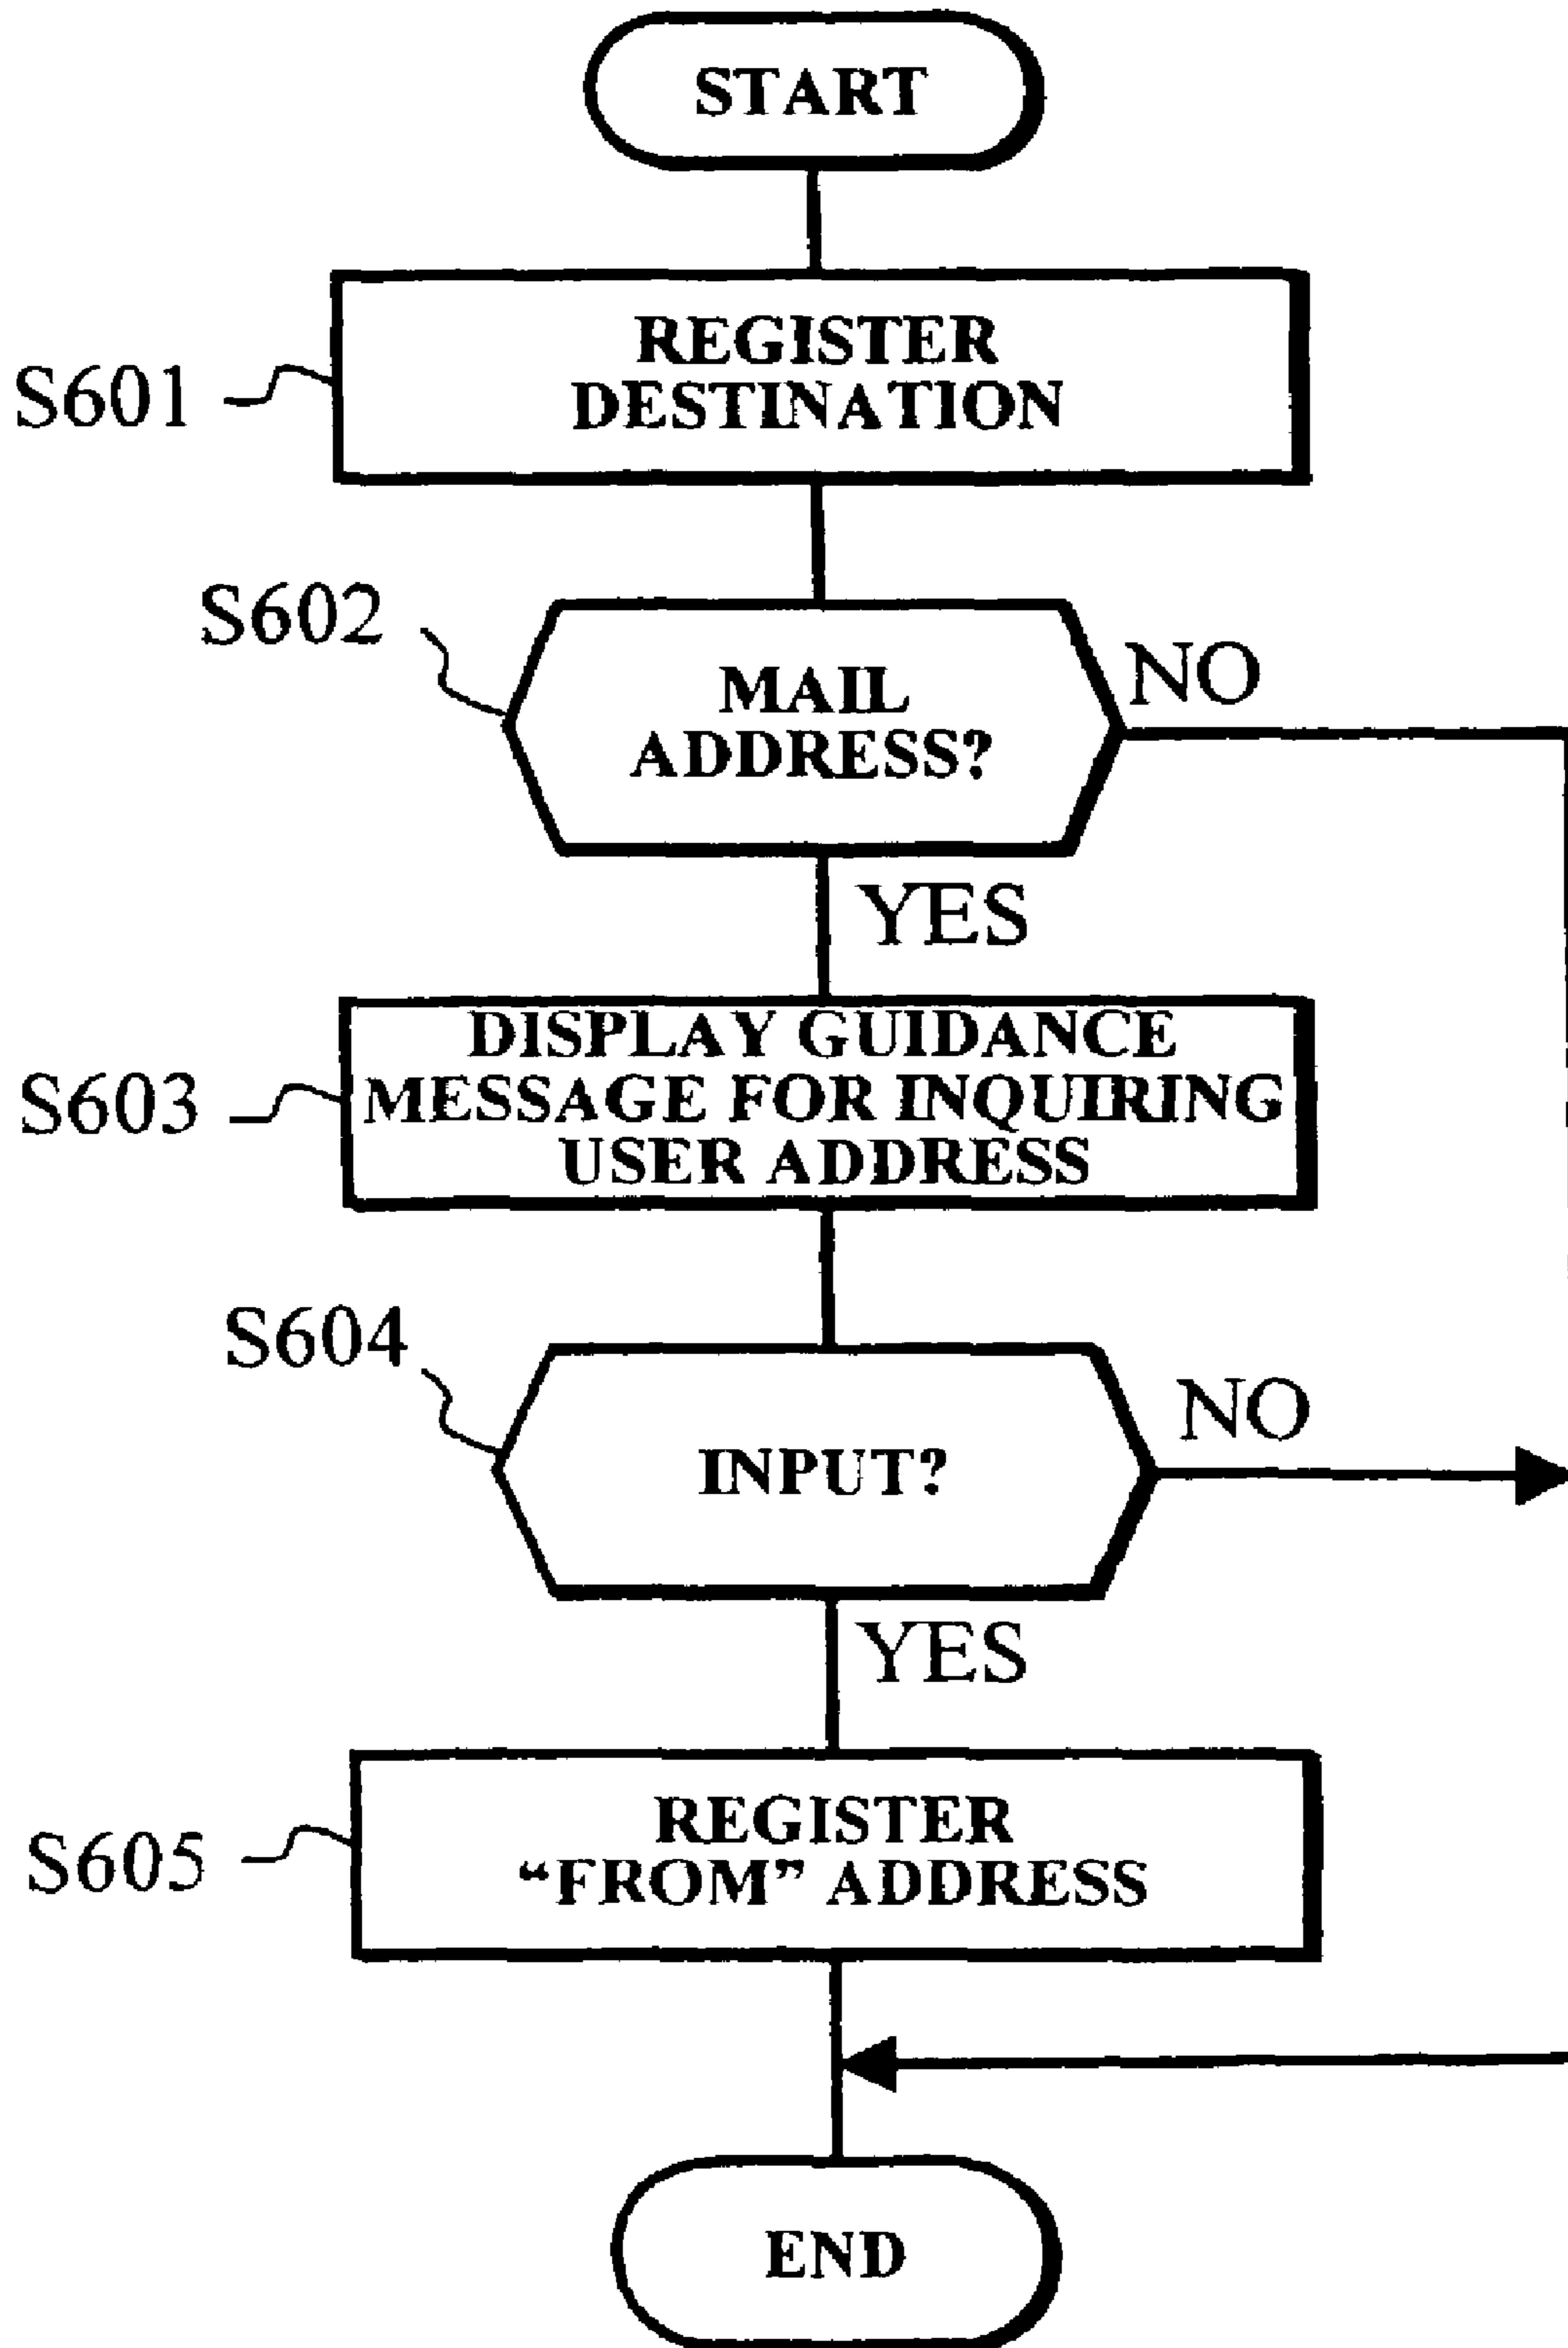 START
REGISTER
DESTINATION
S601
S602
MAIL
ADDRESS?
NO
YES
DISPLAY GUIDANCE
MESSAGE FOR INQUIRING
USER ADDRESS
S603
S604
INPUT?
NO
YES
REGISTER
“FROM” ADDRESS
S605
END